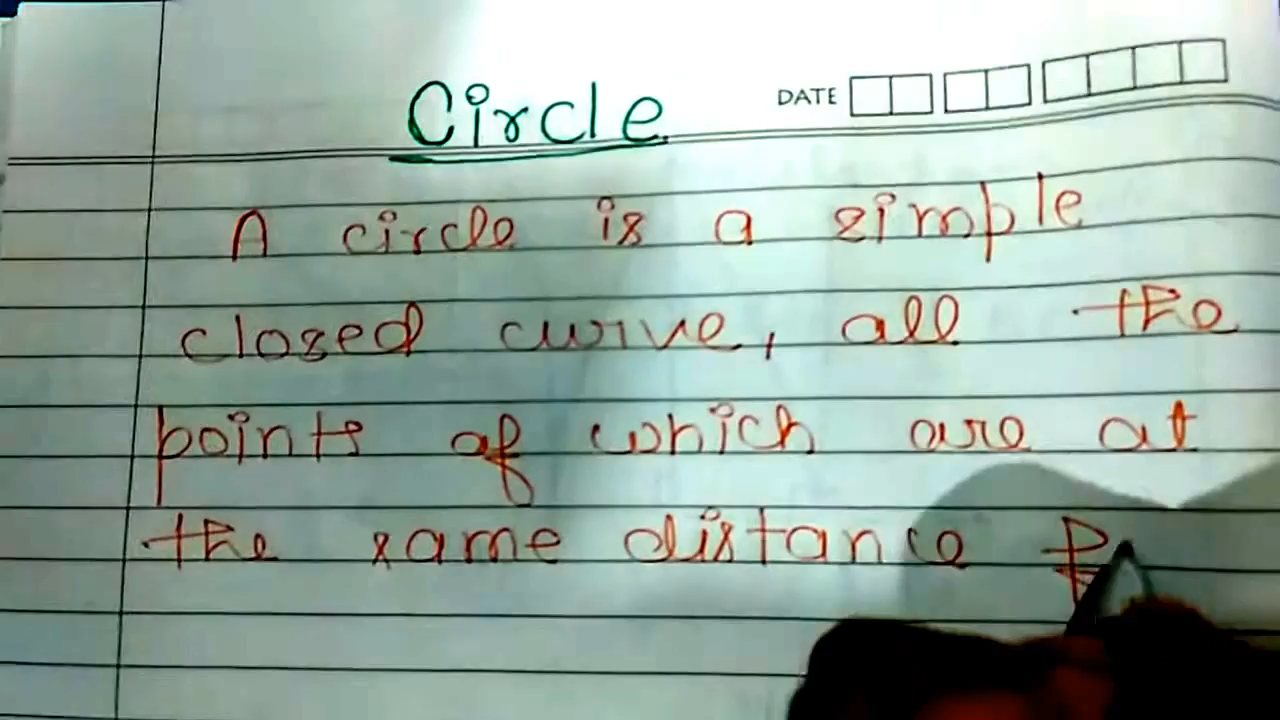 Circle
DATE
A circle is a simple
closed curve, all the
points of which are at
the same distance